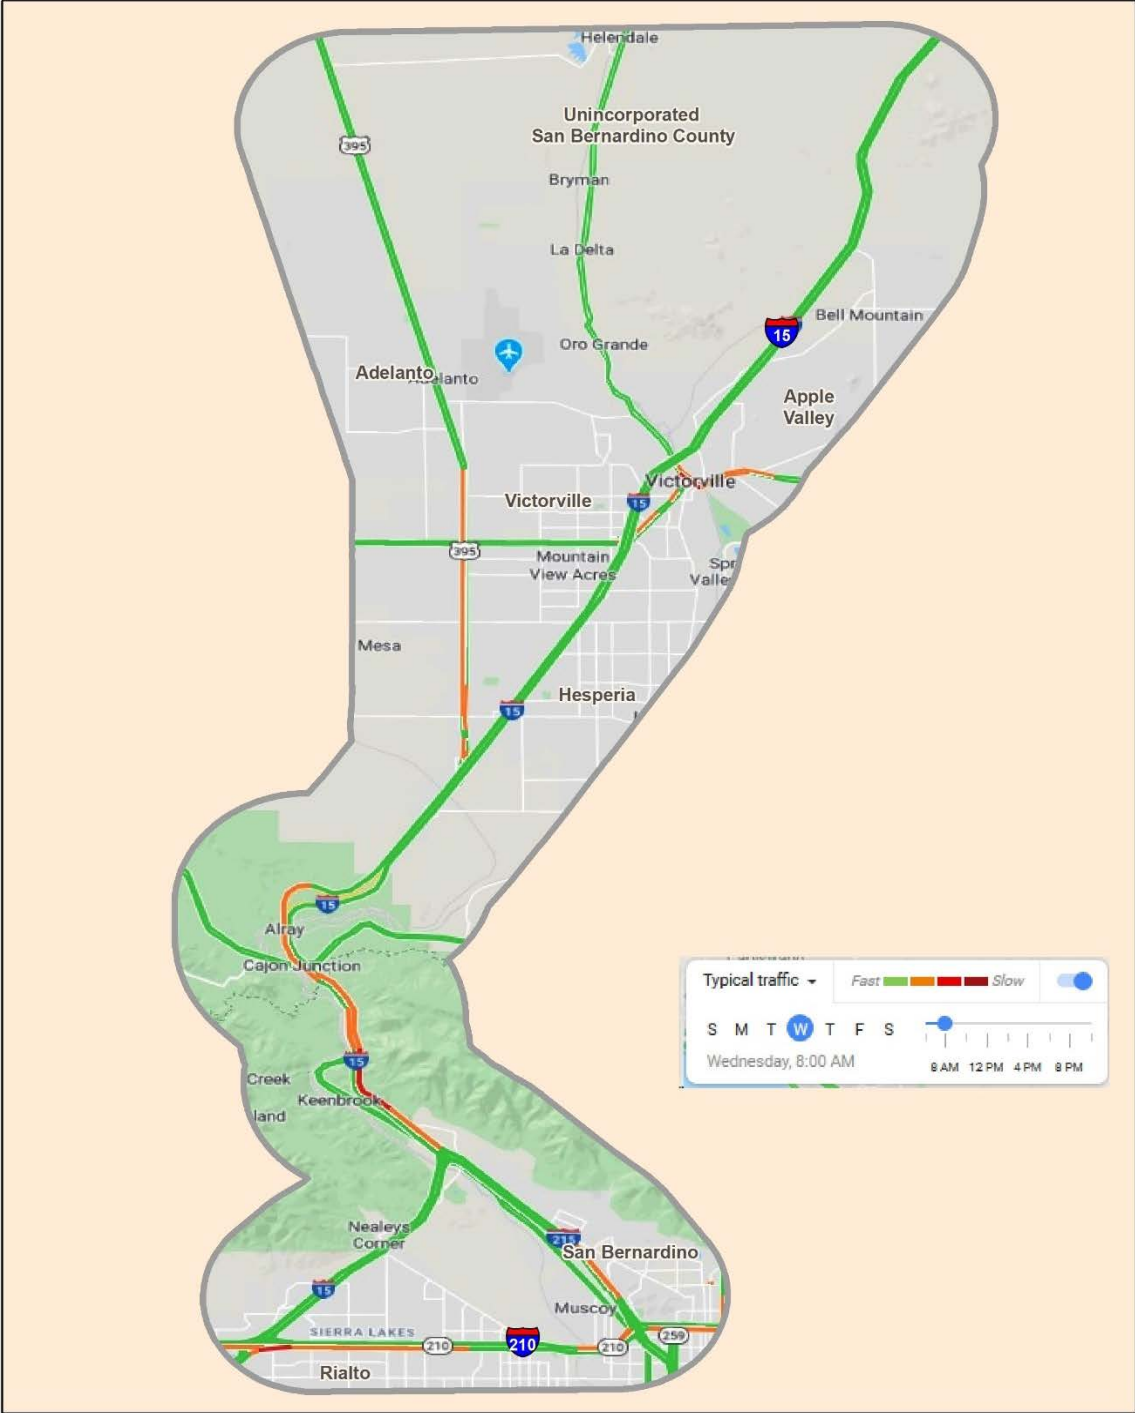 Helendale
Unincorporated
San Bernardino County
395
Bryman
La Delta
Bell Mountain
15
Oro Grande
Adelanto
Adelanto
Apple
Valley
Victorville
Victorville
15
395
Mountain
View Acres
Spr
Valle
Mesa
Hesperia
15
15
Alray
Cajon Junction
Typical traffic
Fast
Slow
S M T W T F S
Wednesday, 8:00 AM
8 AM 12 PM 4 PM 8 PM
15
Creek
Keenbrook
land
Nealeys
Corner
215
San Bernardino
15
Muscoy
SIERRA LAKES
210
210
210
259
Rialto